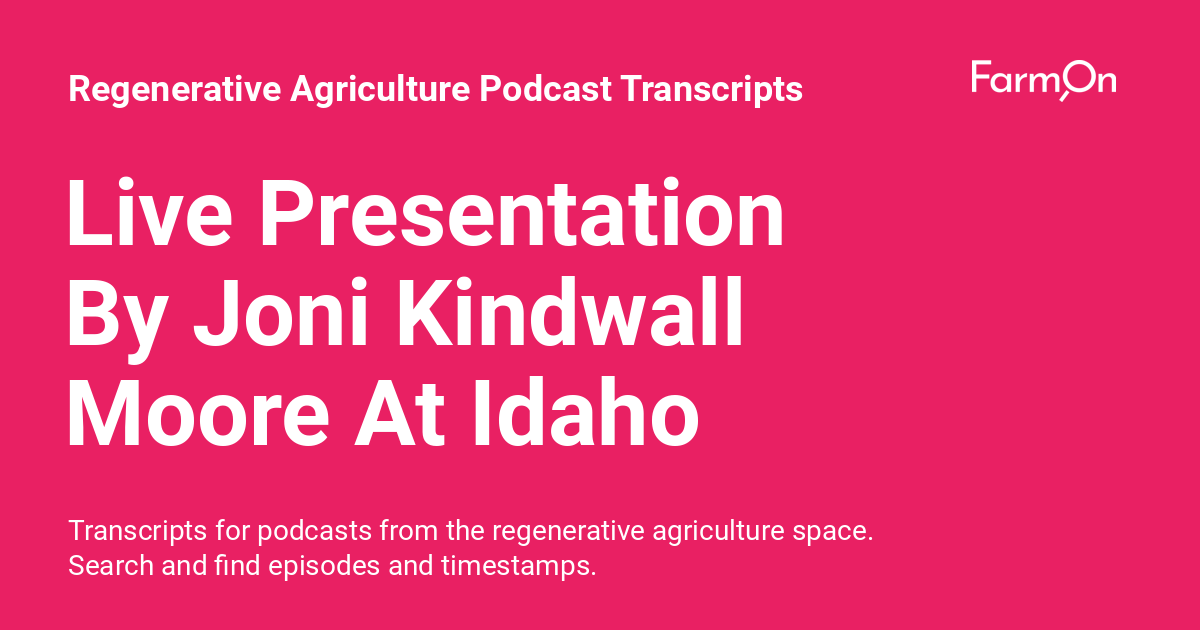 Regenerative Agriculture Podcast Transcripts
FarmOn
Live Presentation
By Joni Kindwall
Moore At Idaho
Transcripts for podcasts from the regenerative agriculture space.
Search and find episodes and timestamps.